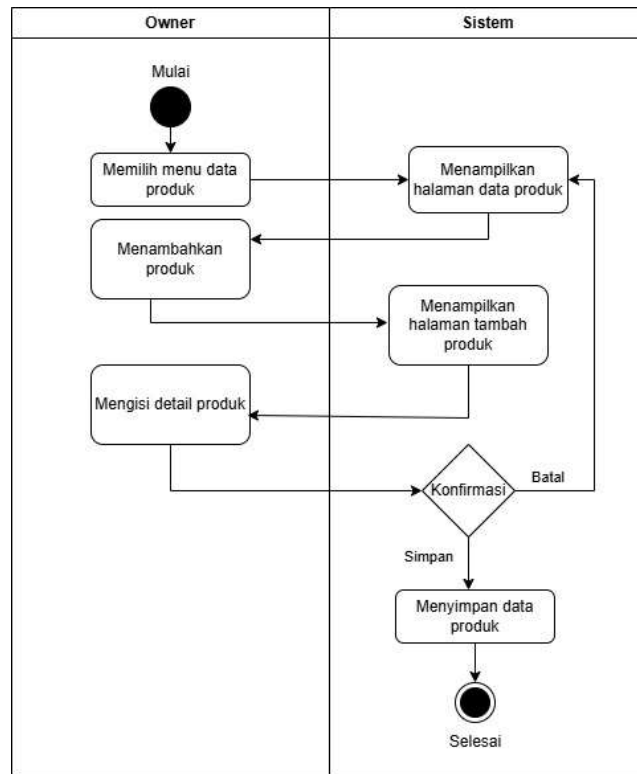 Owner
Sistem
Mulai
Memilih menu data
produk
Menampilkan
halaman data produk
Menambahkan
produk
Menampilkan
halaman tambah
produk
Mengisi detail produk
Konfirmasi
Batal
Simpan
Menyimpan data
produk
Selesai